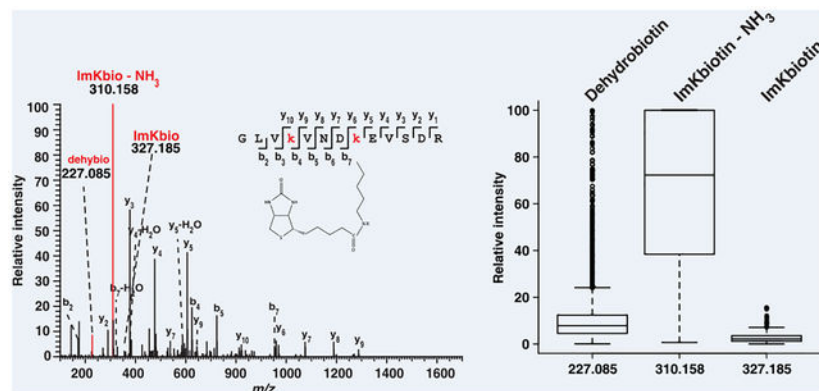 ImKbio - NH3
310.158
ImKbio
327.185
dehybio
227.085
y10 y9 y8 y7 y6 y5 y4 y3 y2 y1
G L V k V N D k E V S D R
b2 b3 b4 b5 b6 b7
y3
y4-H2O
y5-H2O
y4
y5
b7-H2O
b2
y2
b4
y9
b5
y7
y10
b7
y6
y7
y8
y9
Relative intensity
100
90
80
70
60
50
40
30
20
10
0
200 400 600 800 1000 1200 1400 1600
m/z
Dehydrobiotin
ImKbiotin - NH3
ImKbiotin
Relative intensity
100
80
60
40
20
0
227.085 310.158 327.185